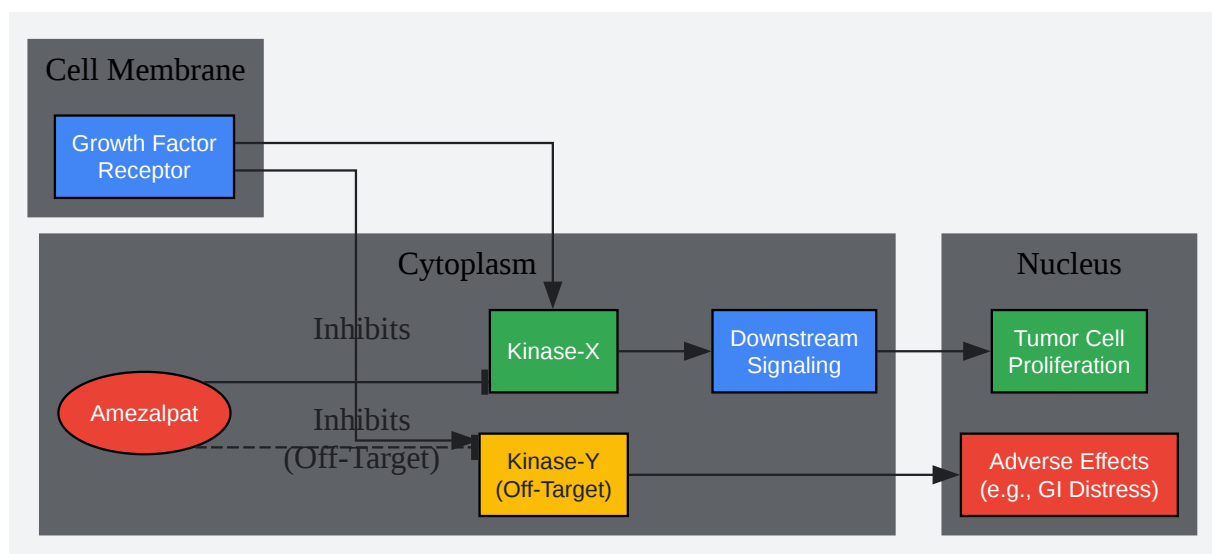 Cell Membrane
Growth Factor
Receptor
Cytoplasm
Nucleus
Inhibits
Kinase-X
Downstream
Signaling
Tumor Cell
Proliferation
Amezalpat
Inhibits
(Off-Target)
Kinase-Y
(Off-Target)
Adverse Effects
(e.g., GI Distress)